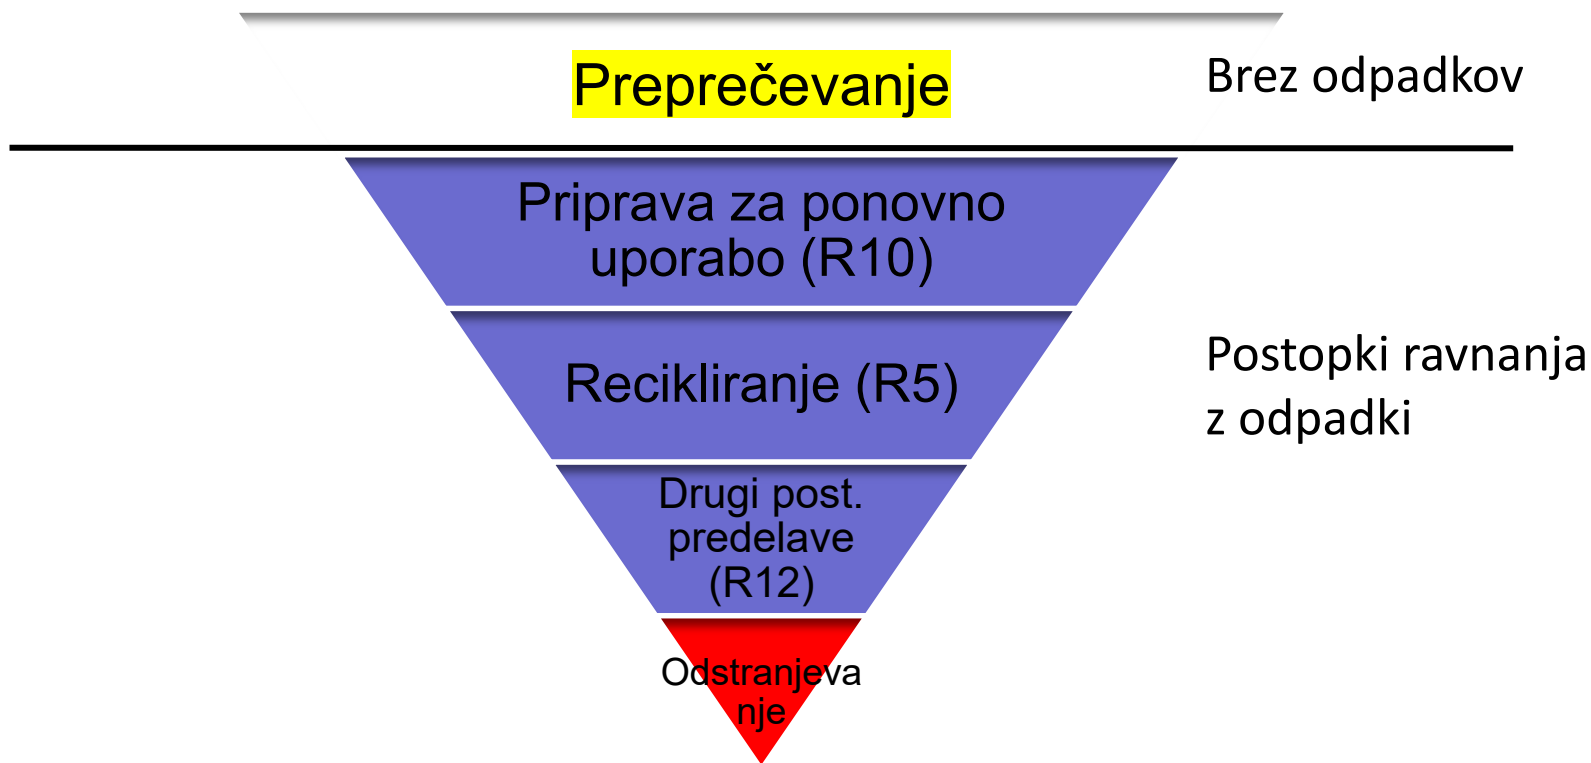 Preprečevanje
Brez odpadkov
Priprava za ponovno
uporabo (R10)
Recikliranje (R5)
Postopki ravnanja
z odpadki
Drugi post.
predelave
(R12)
Odstranjeva
nje